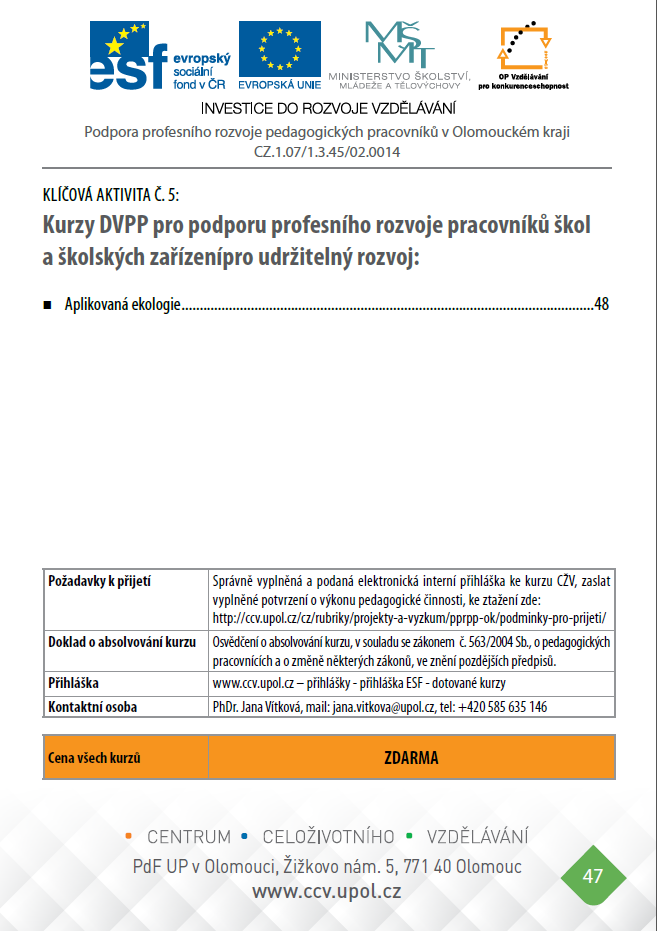 esf evropský
sociální
fond v ČR
EVROPSKÁ UNIE
MŠMT
MINISTERSTVO ŠKOLSTVÍ,
MLÁDEŽE A TĚLOVÝCHOVY
OP Vzdělávání
pro konkurenceschopnost
INVESTICE DO ROZVOJE VZDĚLÁVÁNÍ
Podpora profesního rozvoje pedagogických pracovníků v Olomouckém kraji
CZ.1.07/1.3.45/02.0014
KLÍČOVÁ AKTIVITA Č. 5:
Kurzy DVPP pro podporu profesního rozvoje pracovníků škol
a školských zařízenípro udržitelný rozvoj:
■ Aplikovaná ekologie................................................................................................................48
Požadavky k přijetí
Správně vyplněná a podaná elektronická interní přihláška ke kurzu CŽV, zaslat
vyplněné potvrzení o výkonu pedagogické činnosti, ke ztažení zde:
http://ccv.upol.cz/cz/rubriky/projekty-a-vyzkum/pprpp-ok/podminky-pro-prijeti/
Doklad o absolvování kurzu
Osvědčení o absolvování kurzu, v souladu se zákonem č. 563/2004 Sb., o pedagogických
pracovnících a o změně některých zákonů, ve znění pozdějších předpisů.
Přihláška
www.ccv.upol.cz – přihlášky - přihláška ESF - dotované kurzy
Kontaktní osoba
PhDr. Jana Vítková, mail: jana.vitkova@upol.cz, tel: +420 585 635 146
Cena všech kurzů
ZDARMA
• CENTRUM • CELOŽIVOTNÍHO • VZDĚLÁVÁNÍ
PdF UP v Olomouci, Žižkovo nám. 5, 771 40 Olomouc
www.ccv.upol.cz
47